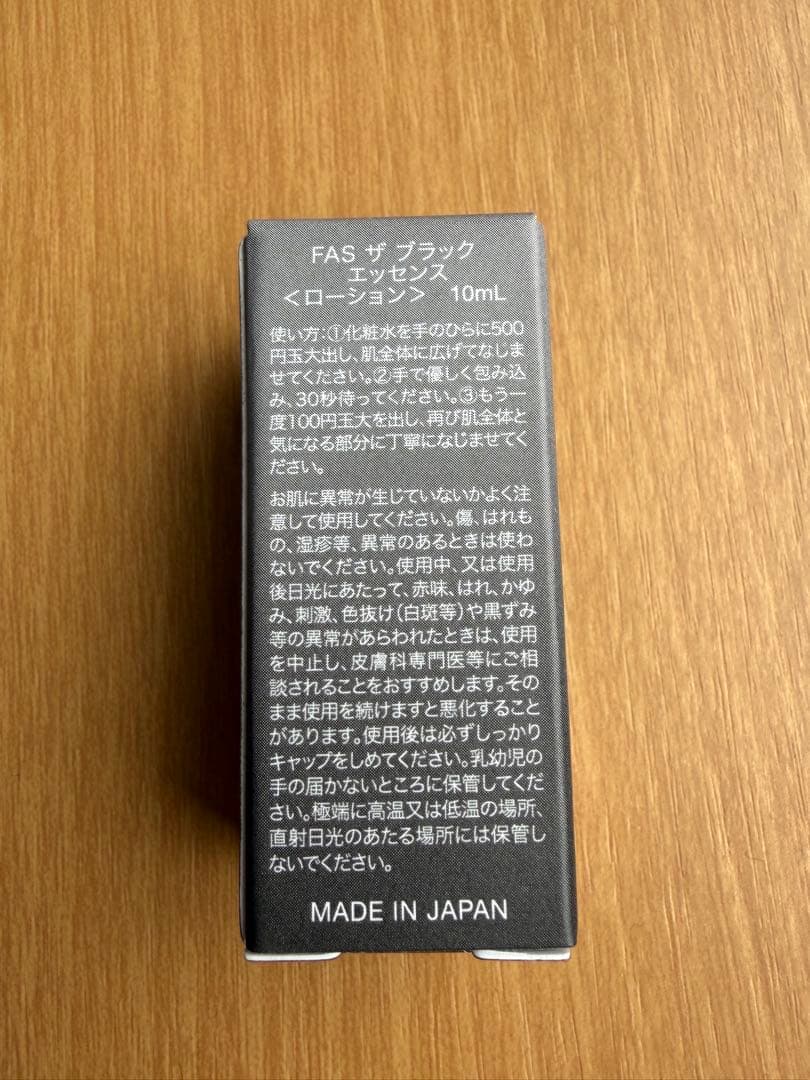 FAS ザ ブラック
エッセンス
＜ローション＞ 10mL
使い方：①化粧水を手のひらに500
円玉大出し、肌全体に広げてなじま
せてください。②手で優しく包み込
み、30秒待ってください。③もう一
度100円玉大を出し、再び肌全体と
気になる部分に丁寧になじませてく
ださい。
お肌に異常が生じていないかよく注
意して使用してください。傷、はれも
の、湿疹等、異常のあるときは使わ
ないでください。使用中、又は使用
後日光にあたって、赤味、はれ、かゆ
み、刺激、色抜け（白斑等）や黒ずみ
等の異常があらわれたときは、使用
を中止し、皮膚科専門医等にご相
談されることをおすすめします。その
まま使用を続けますと悪化すること
があります。使用後は必ずしっかり
キャップをしめてください。乳幼児の
手の届かないところに保管してくだ
さい。極端に高温又は低温の場所、
直射日光のあたる場所には保管し
ないでください。
MADE IN JAPAN